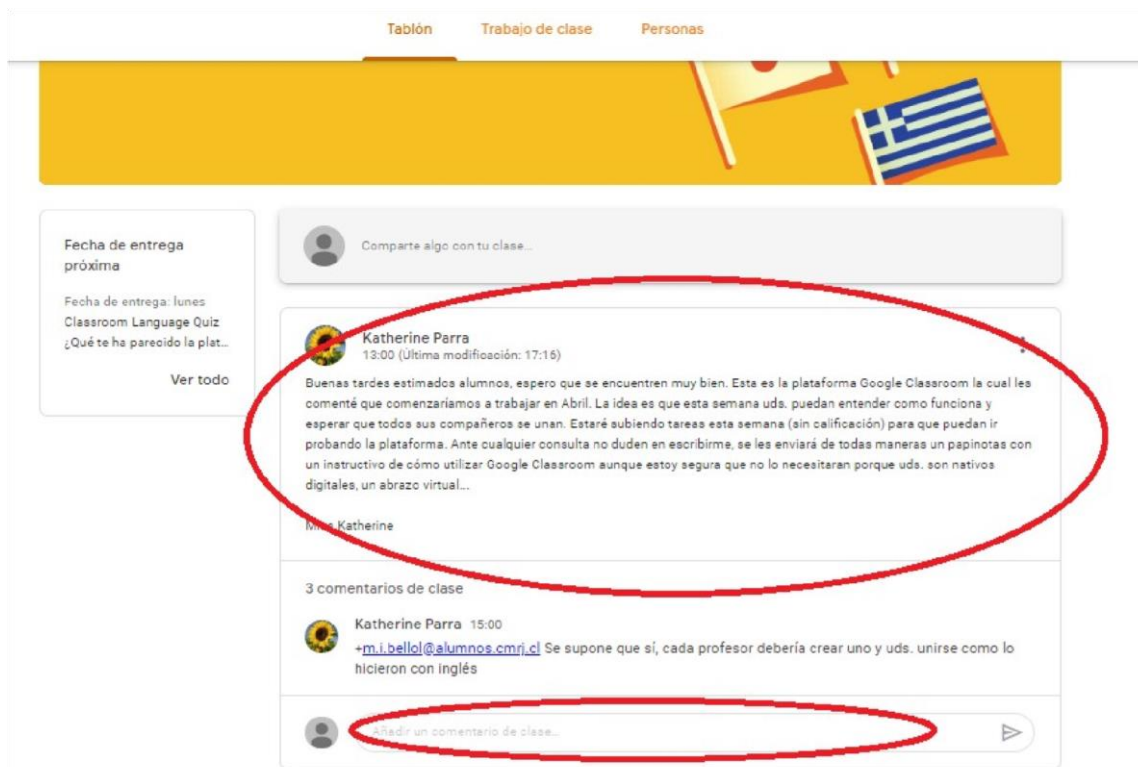 Tablón
Trabajo de clase
Personas
Fecha de entrega
próxima
Fecha de entrega: lunes
Classroom Language Quiz
¿Qué te ha parecido la plat...
Ver todo
Comparte algo con tu clase...
Katherine Parra
13:00 (Última modificación: 17:15)
Buenas tardes estimados alumnos, espero que se encuentren muy bien. Esta es la plataforma Google Classroom la cual les
comenté que comenzaríamos a trabajar en Abril. La idea es que esta semana uds. puedan entender como funciona y
esperar que todos sus compañeros se unan. Estaré subiendo tareas esta semana (sin calificación) para que puedan ir
probando la plataforma. Ante cualquier consulta no duden en escribirme, se les enviará de todas maneras un papinotas con
un instructivo de cómo utilizar Google Classroom aunque estoy segura que no lo necesitaran porque uds. son nativos
digitales, un abrazo virtual...
Miss Katherine
3 comentarios de clase
Katherine Parra 15:00
+m.i.bellol@alumnos.cmrj.cl Se supone que sí, cada profesor debería crear uno y uds. unirse como lo
hicieron con inglés
Añadir un comentario de clase...